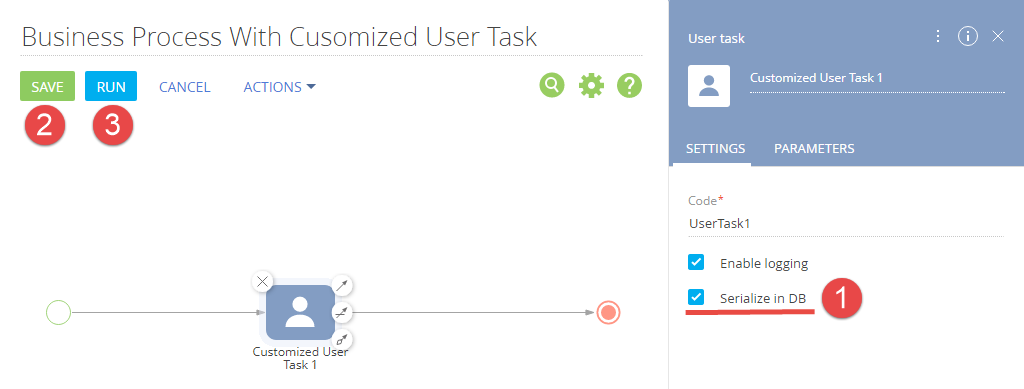 Business Process With Cusomized User Task
SAVE RUN CANCEL ACTIONS ?
2 3
Customized User
Task 1
User task i
Customized User Task 1
SETTINGS PARAMETERS
Code*
UserTask1
Enable logging
Serialize in DB 1